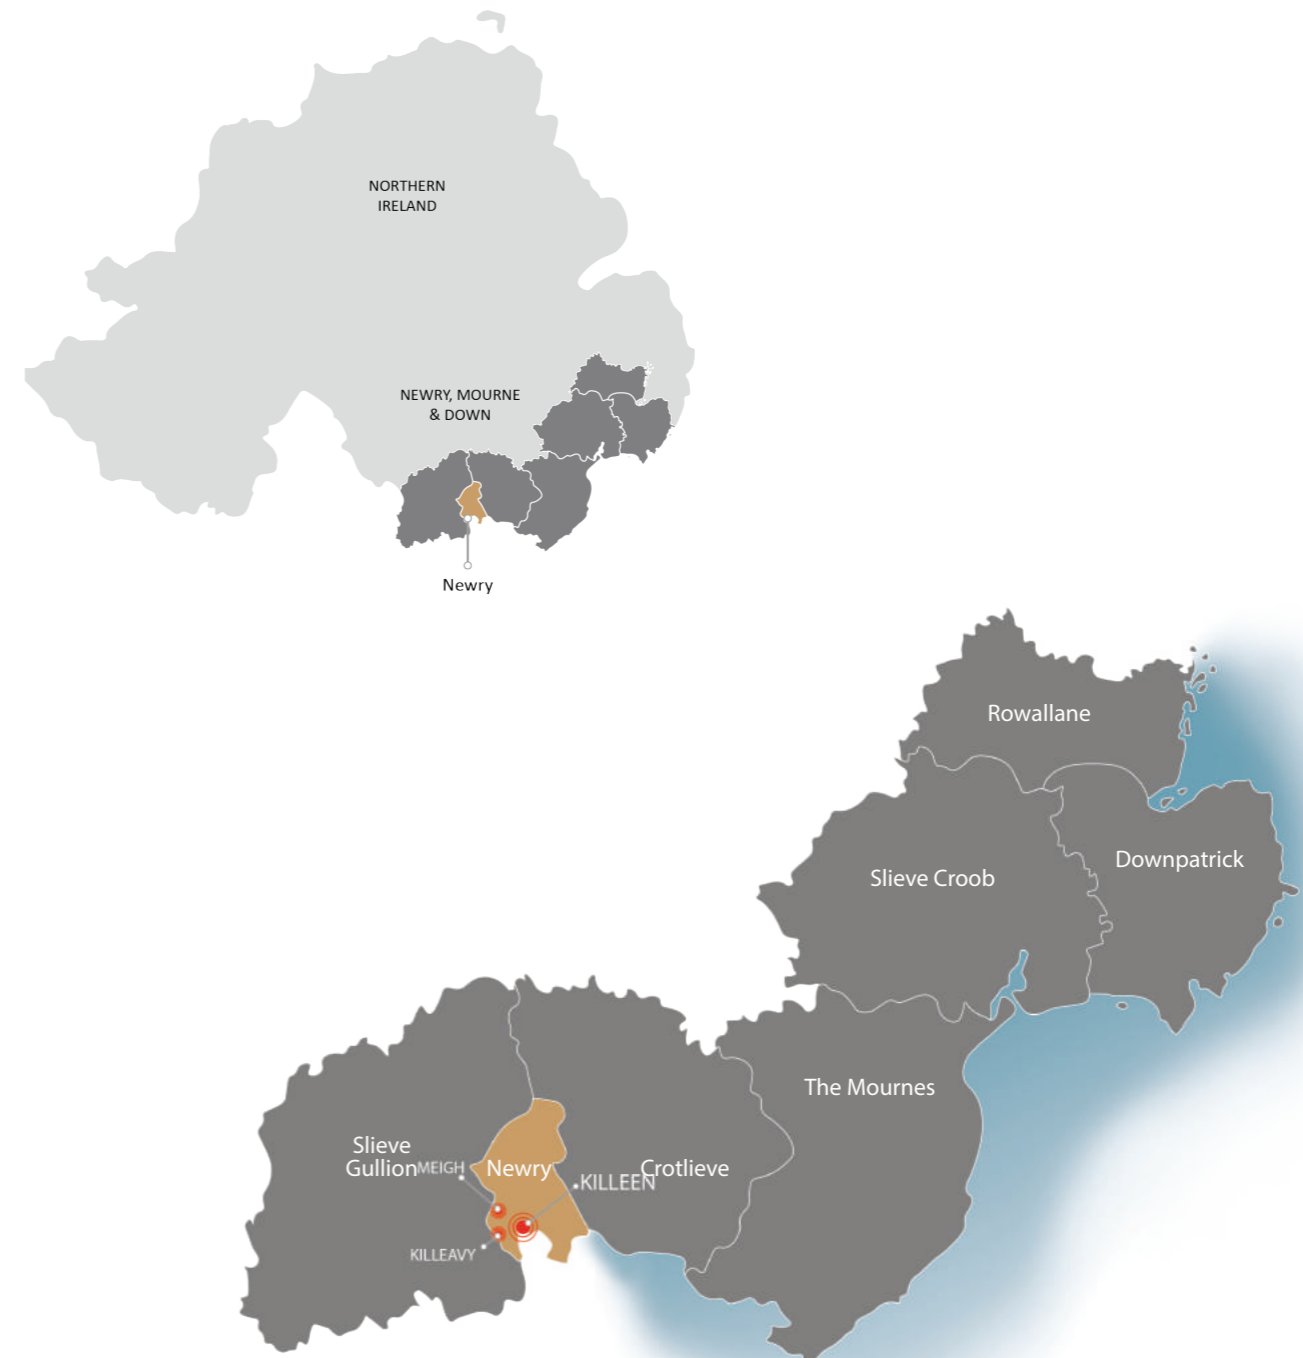 NORTHERN
IRELAND
NEWRY, MOURNE
& DOWN
Newry
Rowallane
Downpatrick
Slieve Croob
The Mournes
Slieve
Gullion
MEIGH
Newry
Crotlieve
KILLEEN
KILLEAVY